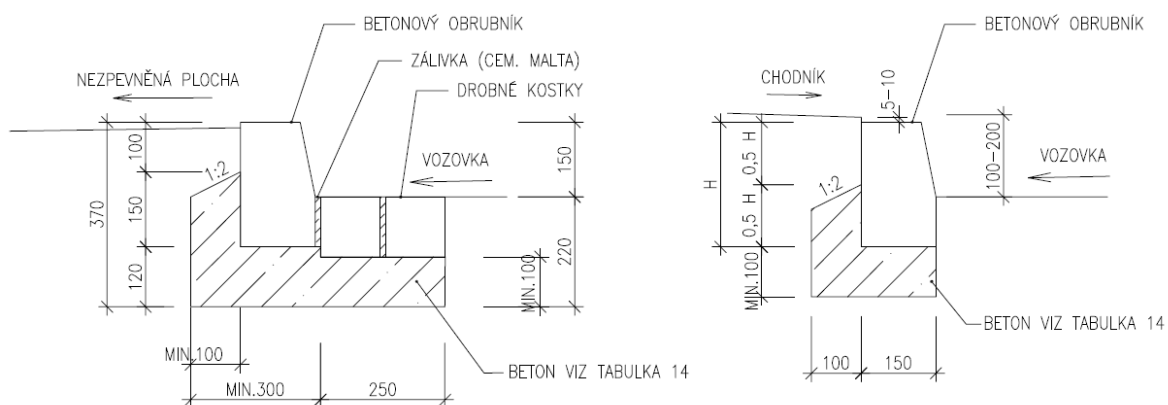 BETONOVÝ OBRUBNÍK
ZÁLIVKA (CEM. MALTA)
NEZPEVNĚNÁ PLOCHA
DROBNÉ KOSTKY
VOZOVKA
1:2
370
100
150
120
150
220
MIN.100
MIN.100
MIN.300
250
BETON VIZ TABULKA 14
BETONOVÝ OBRUBNÍK
CHODNÍK
5-10
VOZOVKA
1:2
H
0,5 H
0,5 H
MIN.100
100-200
100
150
BETON VIZ TABULKA 14